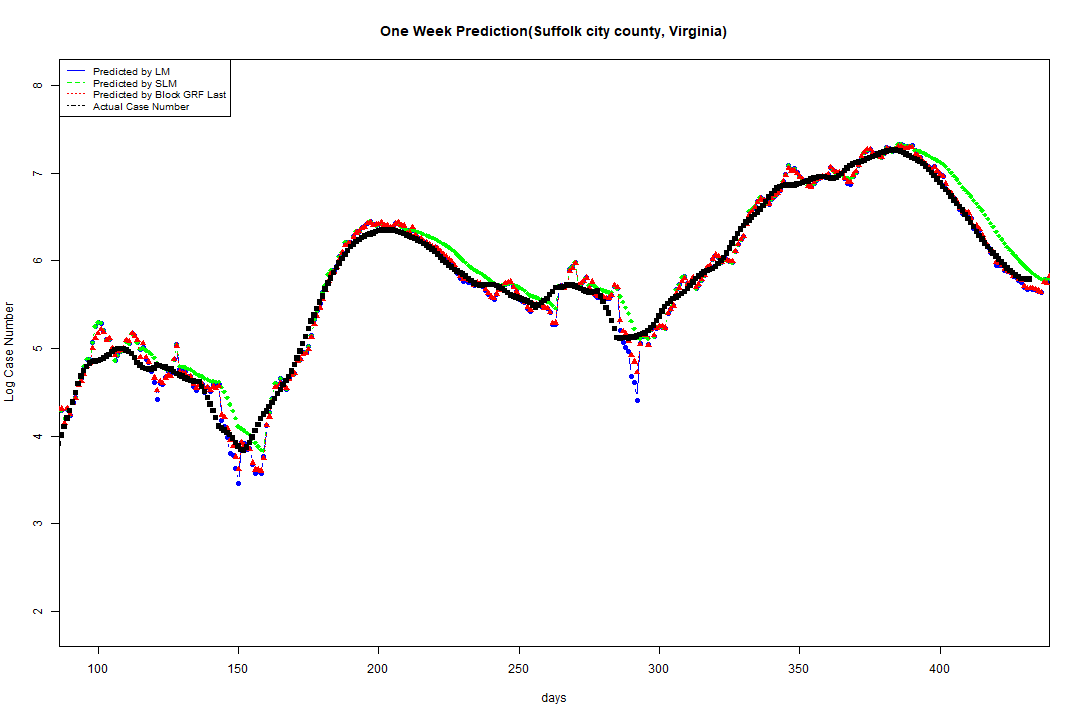 One Week Prediction(Suffolk city county, Virginia)
Predicted by LM
Predicted by SLM
Predicted by Block GRF Last
Actual Case Number
8
7
6
5
4
3
2
Log Case Number
100 150 200 250 300 350 400
days